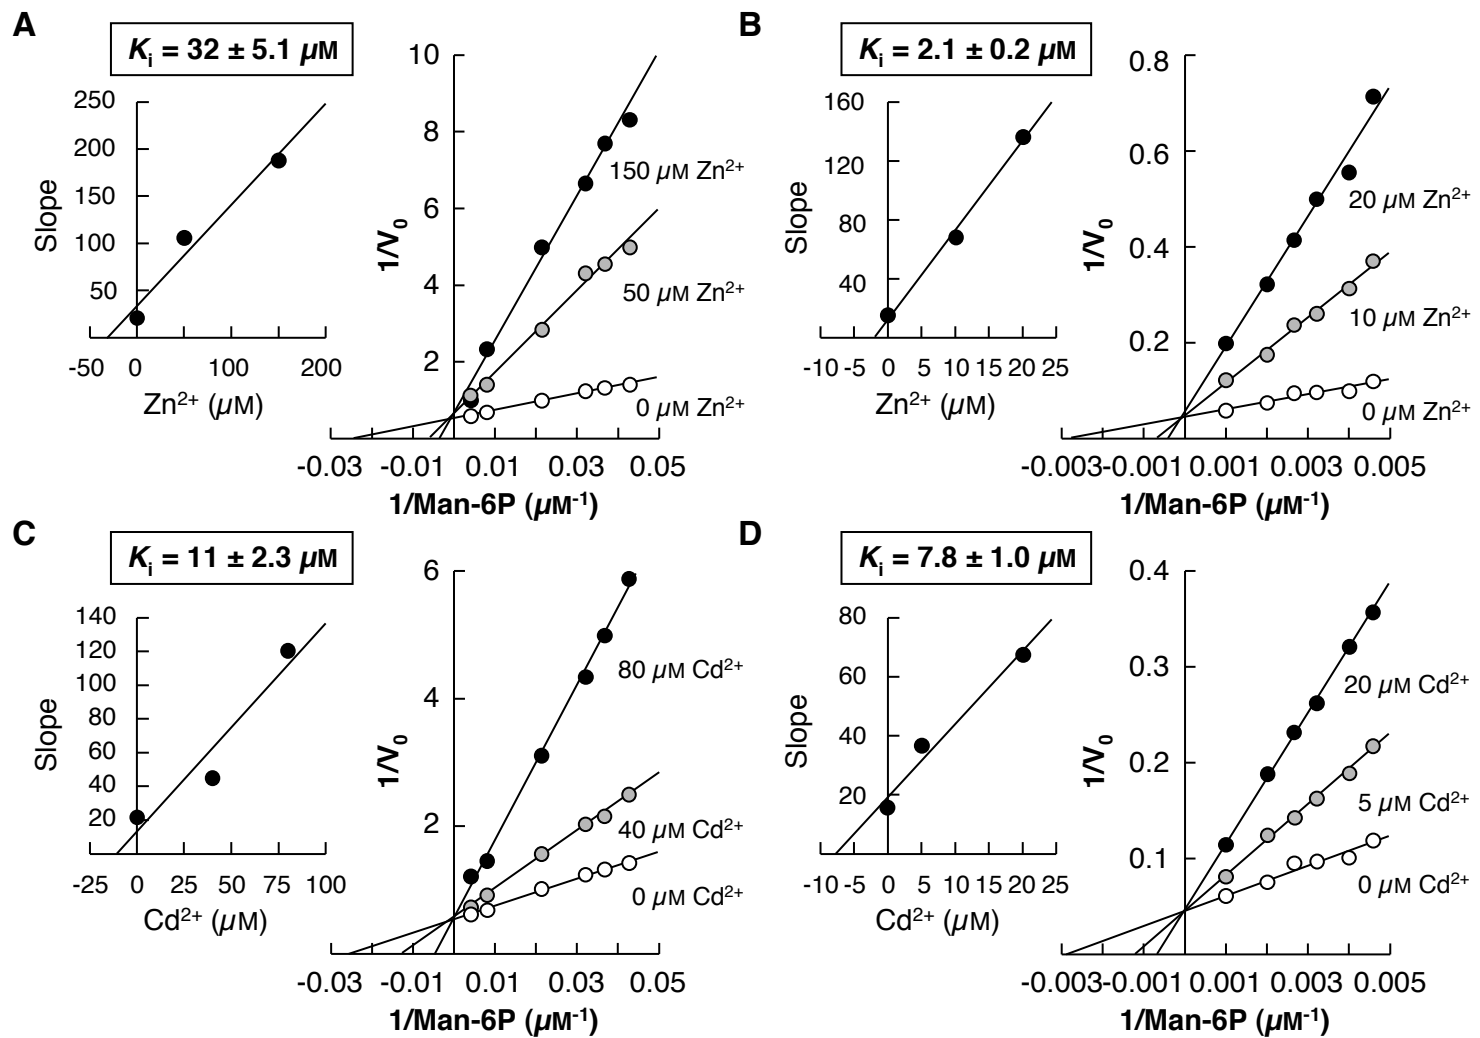 A
Ki = 32 ± 5.1 µM
Slope
250
200
150
100
50
-50
0
100
200
Zn2+ (µM)
1/V0
10
8
6
4
2
150 µM Zn2+
50 µM Zn2+
0 µM Zn2+
-0.03
-0.01
0.01
0.03
0.05
1/Man-6P (µM-1)
B
Ki = 2.1 ± 0.2 µM
Slope
160
120
80
40
-10
-5
0
5
10
15
20
25
Zn2+ (µM)
1/V0
0.8
0.6
0.4
0.2
20 µM Zn2+
10 µM Zn2+
0 µM Zn2+
-0.003
-0.001
0.001
0.003
0.005
1/Man-6P (µM-1)
C
Ki = 11 ± 2.3 µM
Slope
140
120
100
80
60
40
20
-25
0
25
50
75
100
Cd2+ (µM)
1/V0
6
4
2
80 µM Cd2+
40 µM Cd2+
0 µM Cd2+
-0.03
-0.01
0.01
0.03
0.05
1/Man-6P (µM-1)
D
Ki = 7.8 ± 1.0 µM
Slope
80
60
40
20
-10
-5
0
5
10
15
20
25
Cd2+ (µM)
1/V0
0.4
0.3
0.2
0.1
20 µM Cd2+
5 µM Cd2+
0 µM Cd2+
-0.003
-0.001
0.001
0.003
0.005
1/Man-6P (µM-1)